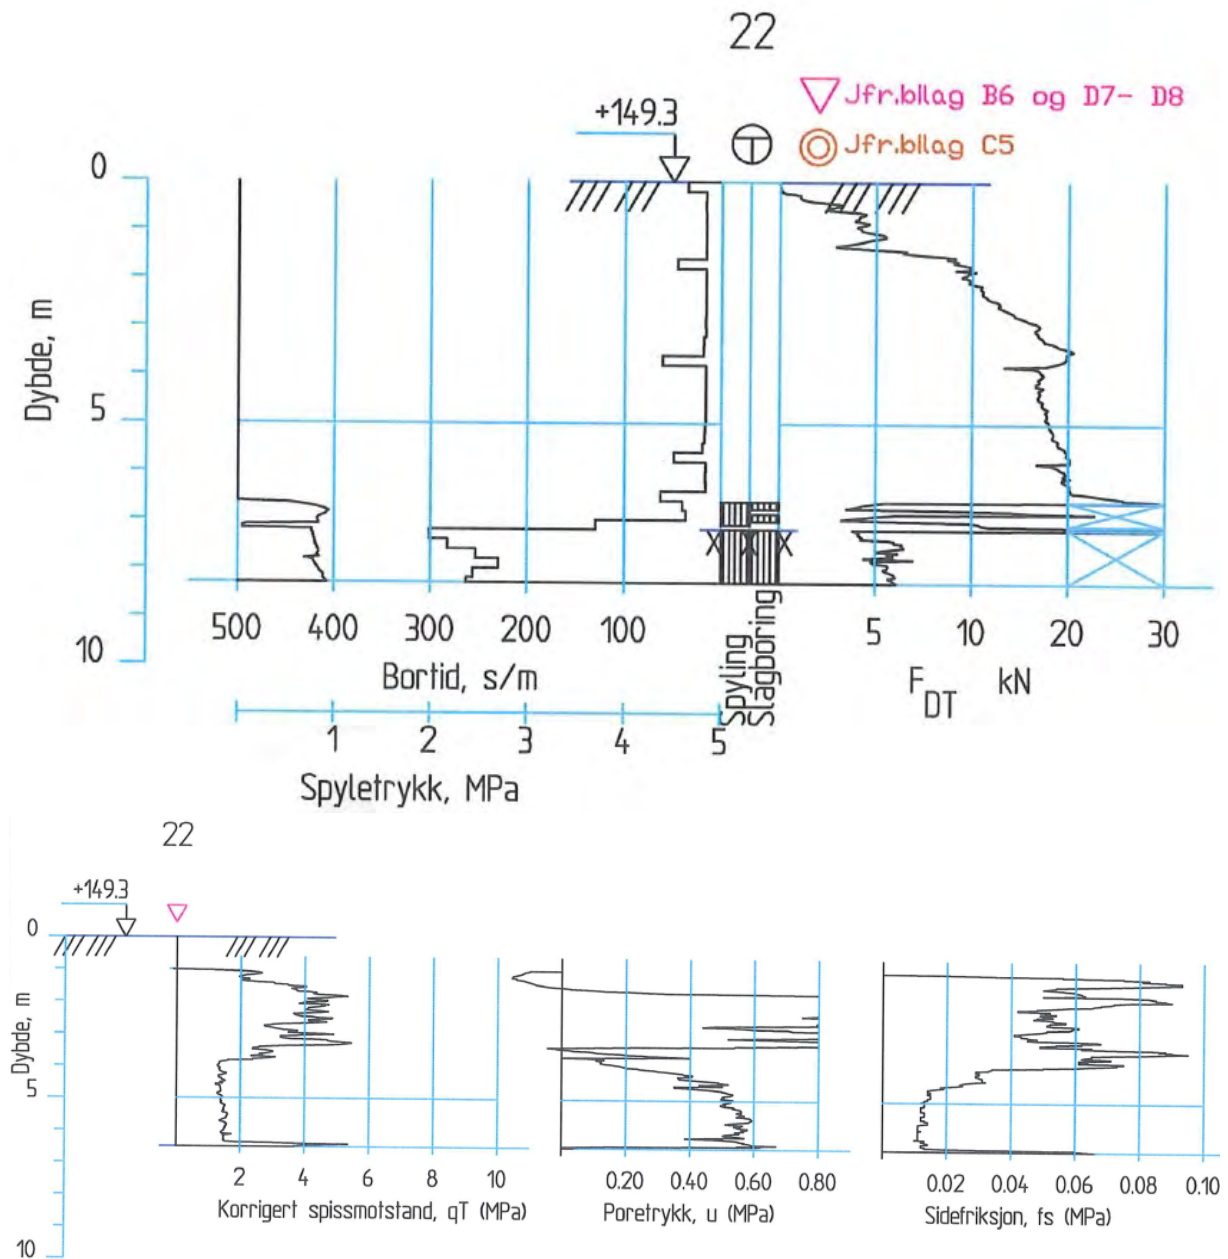 22
Jfr.bilag B6 og D7- D8
+149.3
Jfr.bilag C5
0
Dybde, m
5
10
500 400 300 200 100
5 10 20 30
Bortid, s/m
Spyling
Slagboring
F DT kN
1 2 3 4 5
Spyletrykk, MPa
22
+149.3
0
Dybde, m
5
10
2 4 6 8 10
Korrigert spissmotstand, qT (MPa)
0.20 0.40 0.60 0.80
Poretrykk, u (MPa)
0.02 0.04 0.06 0.08 0.10
Sidefriksjon, fs (MPa)